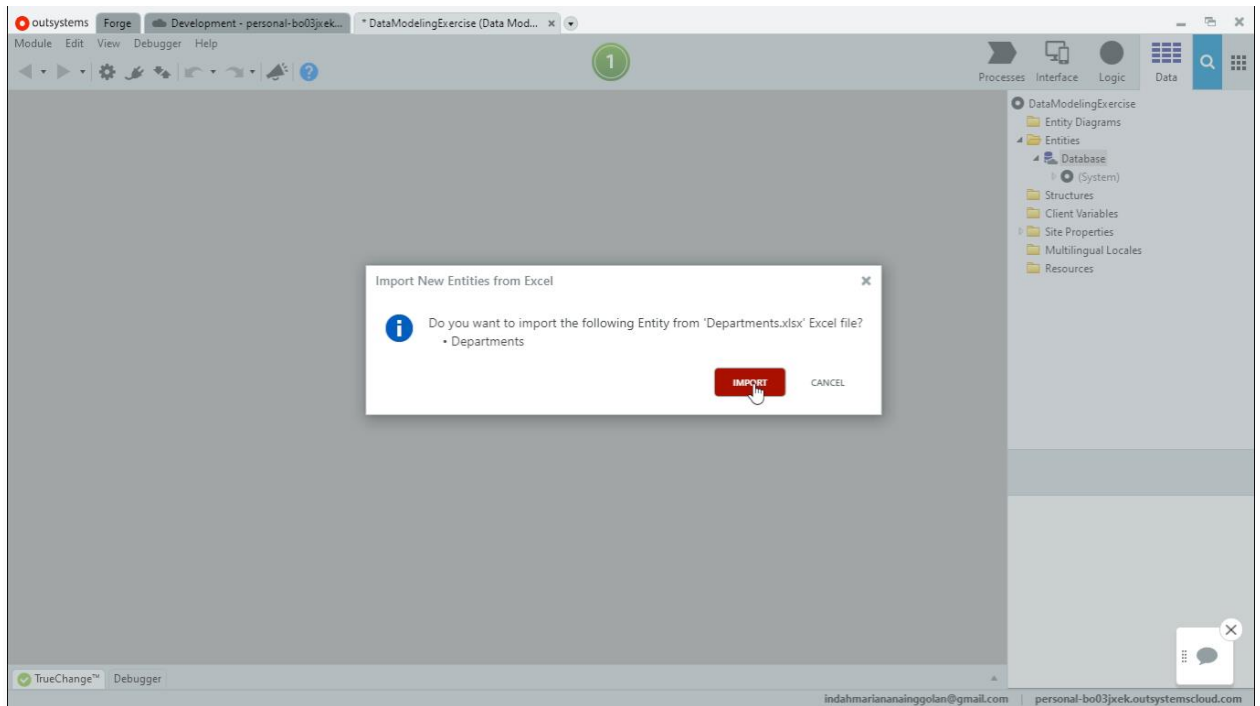 outsystems Forge Development - personal-bo03jxek... * DataModelingExercise (Data Mod...
Module Edit View Debugger Help
1
Processes Interface Logic Data
DataModelingExercise
Entity Diagrams
Entities
Database
(System)
Structures
Client Variables
Site Properties
Multilingual Locales
Resources
Import New Entities from Excel
Do you want to import the following Entity from 'Departments.xlsx' Excel file?
• Departments
IMPORT CANCEL
TrueChange™ Debugger
indahmariananainggolan@gmail.com personal-bo03jxek.outsystemscloud.com